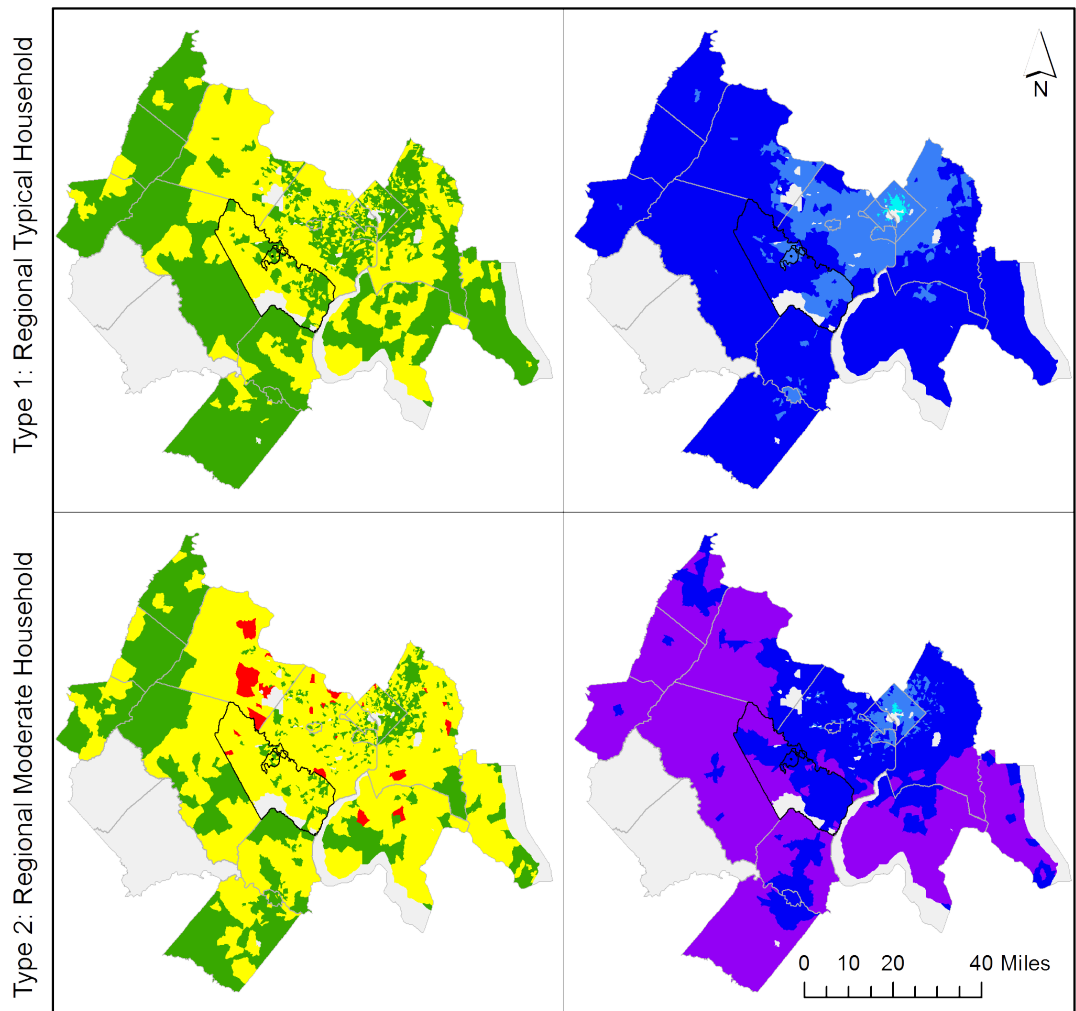 Type 1: Regional Typical Household
N
Type 2: Regional Moderate Household
0 10 20 40 Miles